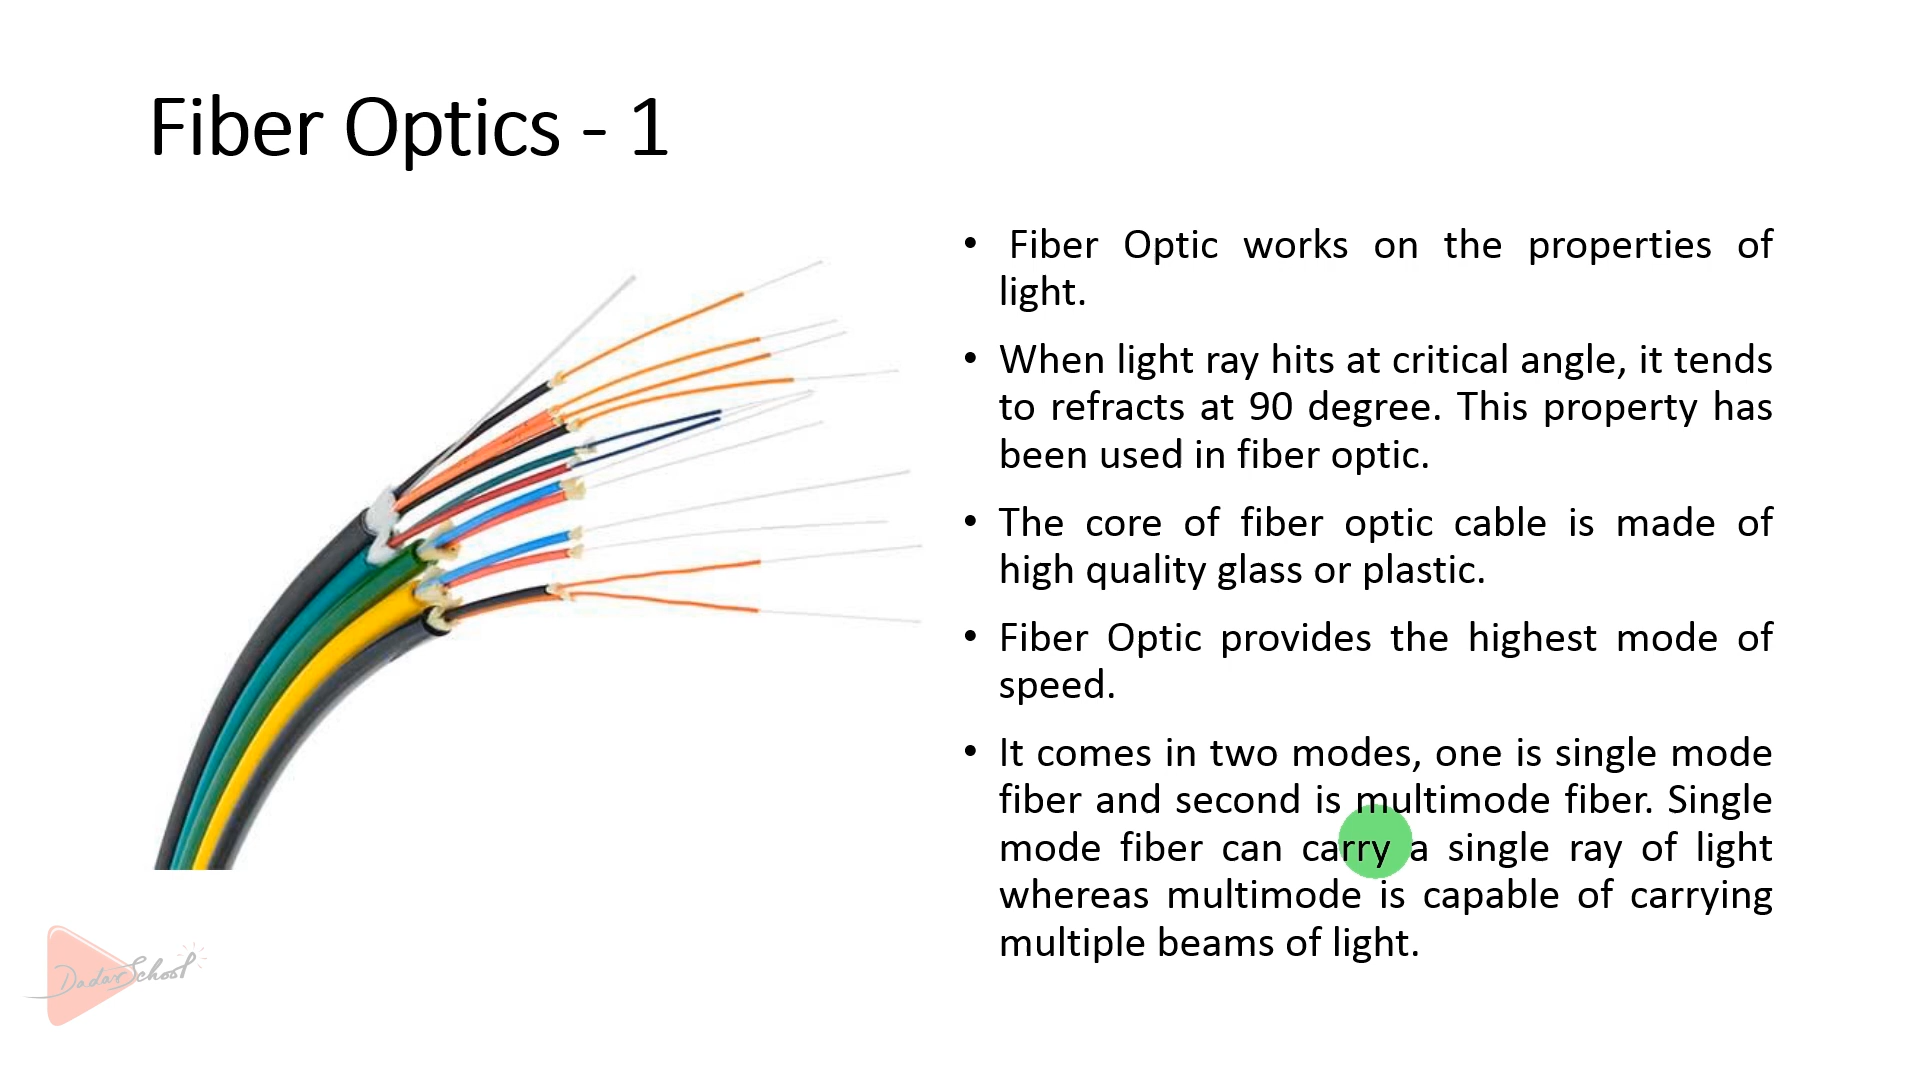 Fiber Optics - 1
• Fiber Optic works on the properties of
light.
• When light ray hits at critical angle, it tends
to refracts at 90 degree. This property has
been used in fiber optic.
• The core of fiber optic cable is made of
high quality glass or plastic.
• Fiber Optic provides the highest mode of
speed.
• It comes in two modes, one is single mode
fiber and second is multimode fiber. Single
mode fiber can carry a single ray of light
whereas multimode is capable of carrying
multiple beams of light.
Dadar School